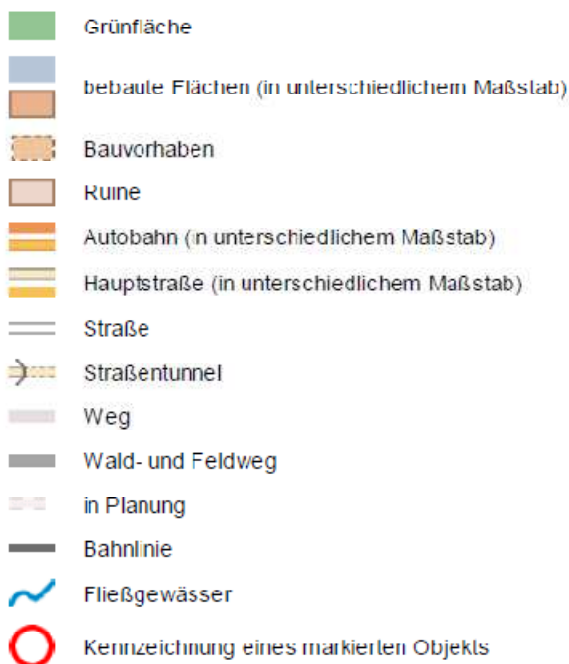 Grünfläche
bebaute Flächen (in unterschiedlichem Maßstab)
Bauvorhaben
Ruine
Autobahn (in unterschiedlichem Maßstab)
Hauptstraße (in unterschiedlichem Maßstab)
Straße
Straßentunnel
Weg
Wald- und Feldweg
in Planung
Bahnlinie
Fließgewässer
Kennzeichnung eines markierten Objekts